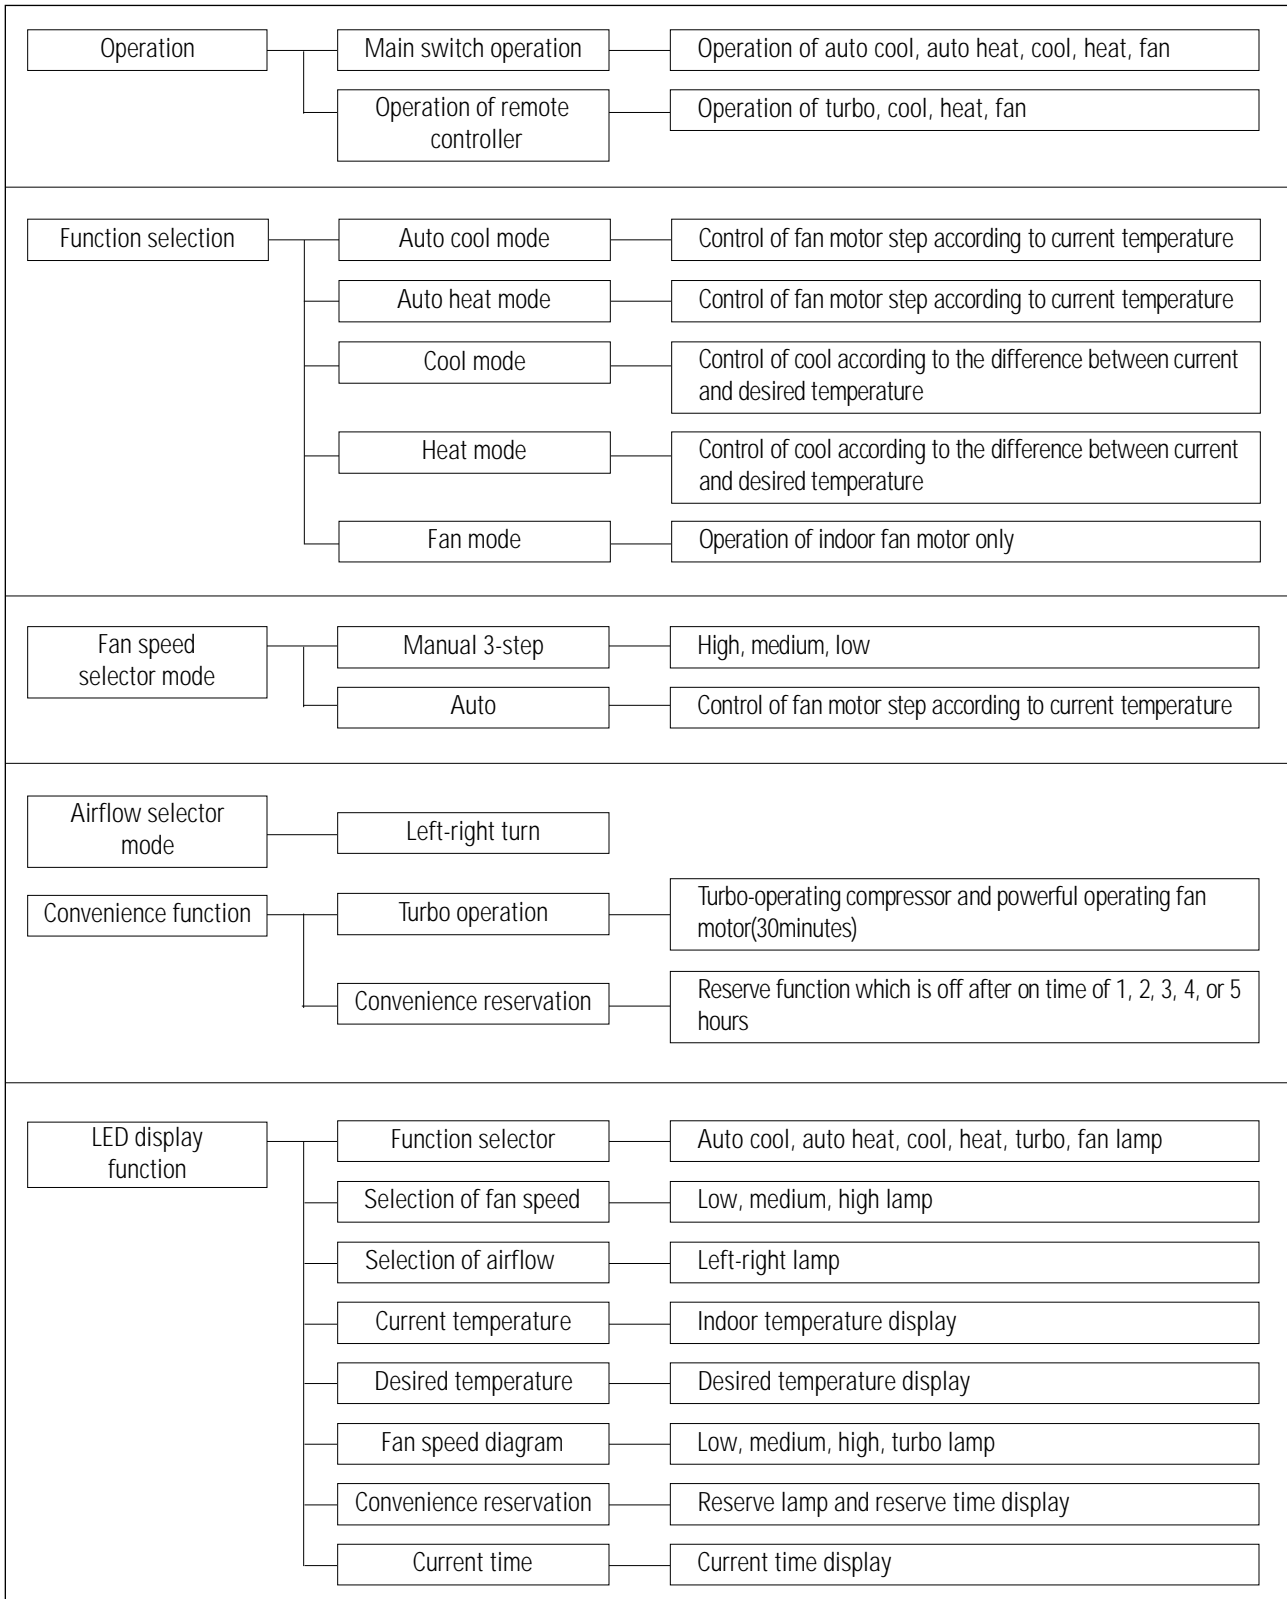 Operation
Main switch operation
Operation of auto cool, auto heat, cool, heat, fan
Operation of remote
controller
Operation of turbo, cool, heat, fan
Function selection
Auto cool mode
Control of fan motor step according to current temperature
Auto heat mode
Control of fan motor step according to current temperature
Cool mode
Control of cool according to the difference between current
and desired temperature
Heat mode
Control of cool according to the difference between current
and desired temperature
Fan mode
Operation of indoor fan motor only
Fan speed
selector mode
Manual 3-step
High, medium, low
Auto
Control of fan motor step according to current temperature
Airflow selector
mode
Left-right turn
Convenience function
Turbo operation
Turbo-operating compressor and powerful operating fan
motor(30minutes)
Convenience reservation
Reserve function which is off after on time of 1, 2, 3, 4, or 5
hours
LED display
function
Function selector
Auto cool, auto heat, cool, heat, turbo, fan lamp
Selection of fan speed
Low, medium, high lamp
Selection of airflow
Left-right lamp
Current temperature
Indoor temperature display
Desired temperature
Desired temperature display
Fan speed diagram
Low, medium, high, turbo lamp
Convenience reservation
Reserve lamp and reserve time display
Current time
Current time display